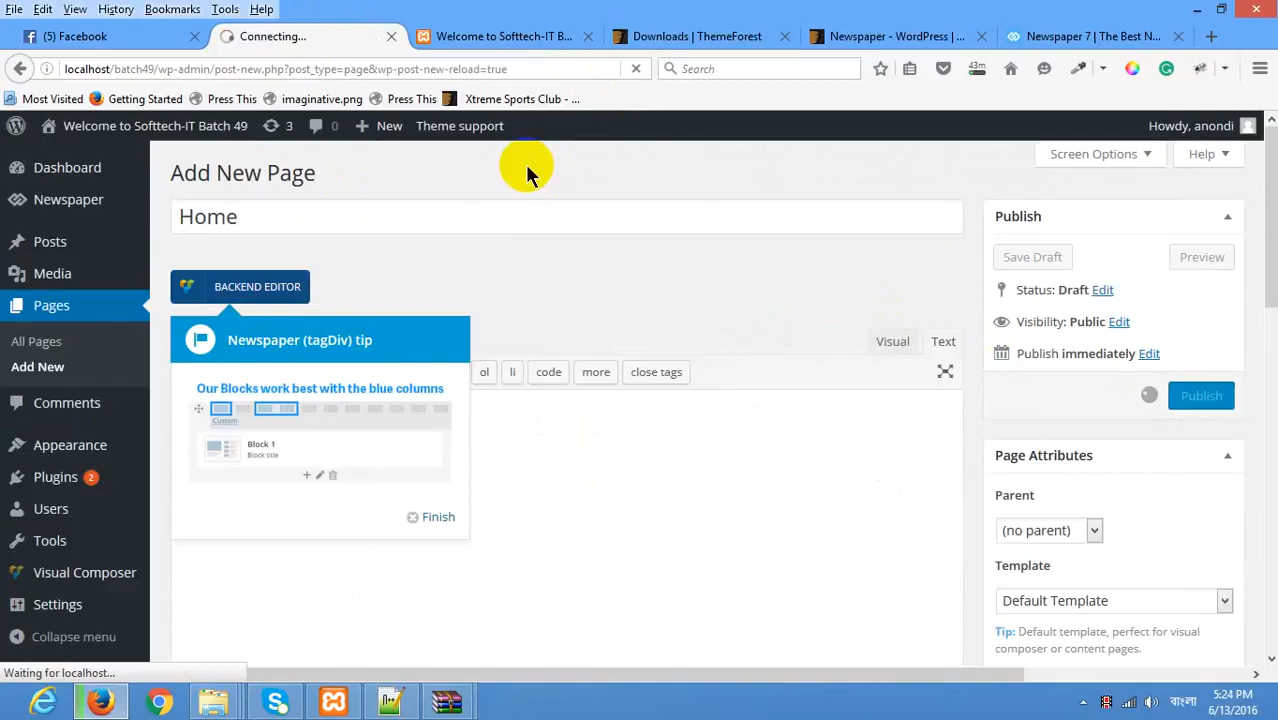 File Edit View History Bookmarks Tools Help
(5) Facebook Connecting... Welcome to Softtech-IT B... Downloads | ThemeForest Newspaper - WordPress | ... Newspaper 7 | The Best N...
localhost/batch49/wp-admin/post-new.php?post_type=page&wp-post-new-reload=true Search 43m
Most Visited Getting Started Press This imaginative.png Press This Xtreme Sports Club - ...
Welcome to Softtech-IT Batch 49 3 0 New Theme support Howdy, anondi
Dashboard
Newspaper
Posts
Media
Pages
All Pages
Add New
Comments
Appearance
Plugins 2
Users
Tools
Visual Composer
Settings
Collapse menu
Screen Options Help
Add New Page
Home
BACKEND EDITOR
Newspaper (tagDiv) tip
Our Blocks work best with the blue columns
Custom
Block 1
Block title
Finish
Visual Text
ol li code more close tags
Publish
Save Draft Preview
Status: Draft Edit
Visibility: Public Edit
Publish immediately Edit
Publish
Page Attributes
Parent
(no parent)
Template
Default Template
Tip: Default template, perfect for visual
composer or content pages.
Waiting for localhost...
বাংলা
5:24 PM
6/13/2016